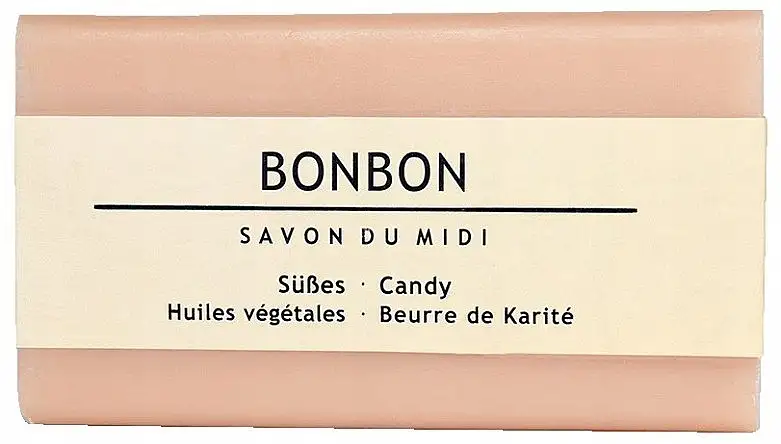 BONBON
SAVON DU MIDI
Süßes · Candy
Huiles végétales · Beurre de Karité